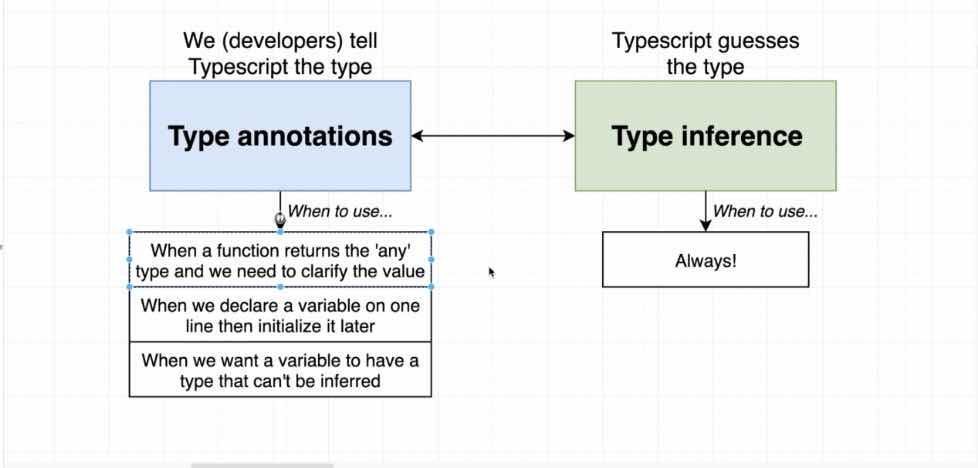 We (developers) tell
Typescript the type
Typescript guesses
the type
Type annotations
Type inference
When to use...
When to use...
When a function returns the 'any'
type and we need to clarify the value
Always!
When we declare a variable on one
line then initialize it later
When we want a variable to have a
type that can't be inferred